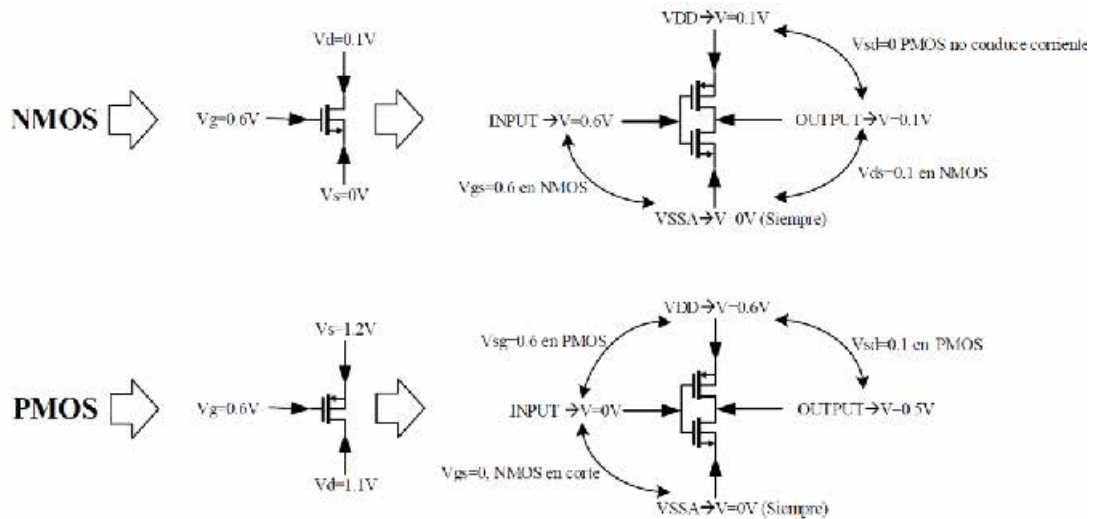 VDD→V=0.1V
Vd=0.1V
Vsd=0 PMOS no conduce corriente
NMOS
Vg=0.6V
INPUT →V=0.6V
OUTPUT→V=0.1V
Vgs=0.6 en NMOS
Vds=0.1 en NMOS
Vs=0V
VSSA→V=0V (Siempre)
VDD→V=0.6V
Vs=1.2V
Vsg=0.6 en PMOS
Vsd=0.1 en PMOS
PMOS
Vg=0.6V
INPUT →V=0V
OUTPUT→V=0.5V
Vgs=0, NMOS en corte
Vd=1.1V
VSSA→V=0V (Siempre)